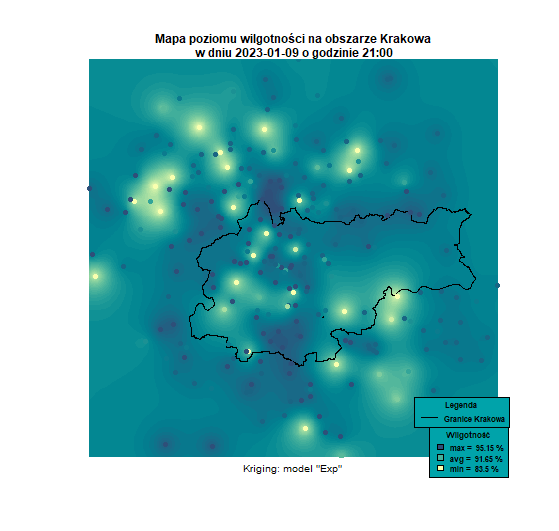 Mapa poziomu wilgotności na obszarze Krakowa
w dniu 2023-01-09 o godzinie 21:00
Legenda
Granice Krakowa
Wilgotność
max = 95.15 %
avg = 91.65 %
min = 83.5 %
Kriging: model "Exp"